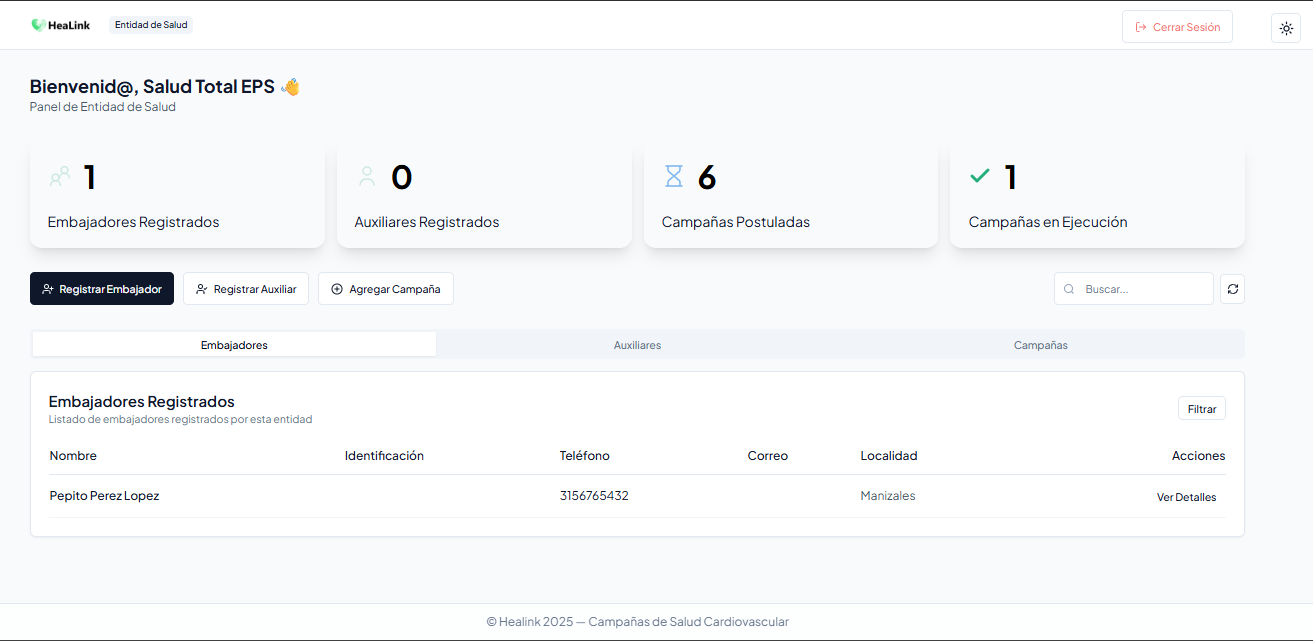 HeaLink Entidad de Salud Cerrar Sesión
Bienvenid@, Salud Total EPS 👋
Panel de Entidad de Salud
1 0 6 1
Embajadores Registrados Auxiliares Registrados Campañas Postuladas Campañas en Ejecución
Registrar Embajador Registrar Auxiliar Agregar Campaña Buscar...
Embajadores Auxiliares Campañas
Embajadores Registrados
Listado de embajadores registrados por esta entidad
Filtrar
Nombre Identificación Teléfono Correo Localidad Acciones
Pepito Perez Lopez 3156765432 Manizales Ver Detalles
© Healink 2025 — Campañas de Salud Cardiovascular